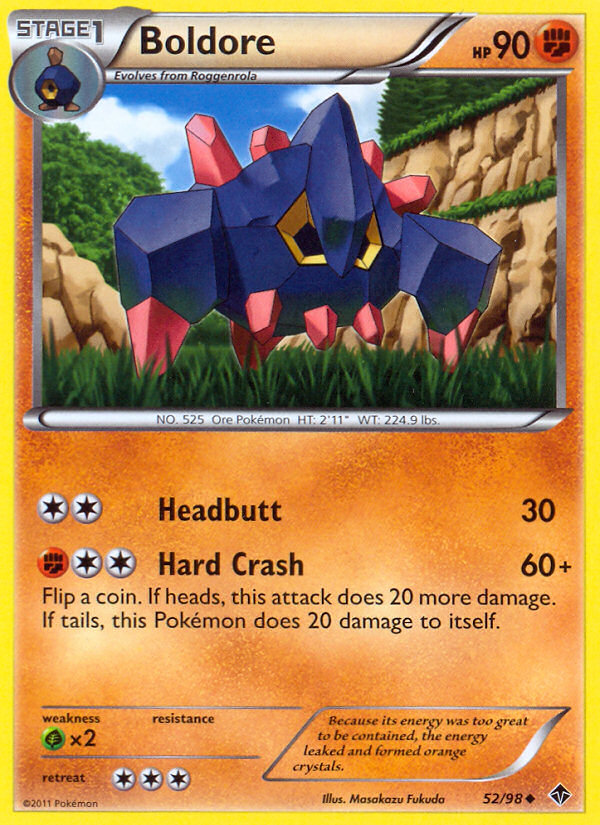 STAGE1
Boldore
HP 90
Evolves from Roggenrola
NO. 525 Ore Pokémon HT: 2'11" WT: 224.9 lbs.
Headbutt 30
Hard Crash 60+
Flip a coin. If heads, this attack does 20 more damage.
If tails, this Pokémon does 20 damage to itself.
weakness resistance
×2
Because its energy was too great
to be contained, the energy
leaked and formed orange
crystals.
retreat
©2011 Pokémon
Illus. Masakazu Fukuda
52/98